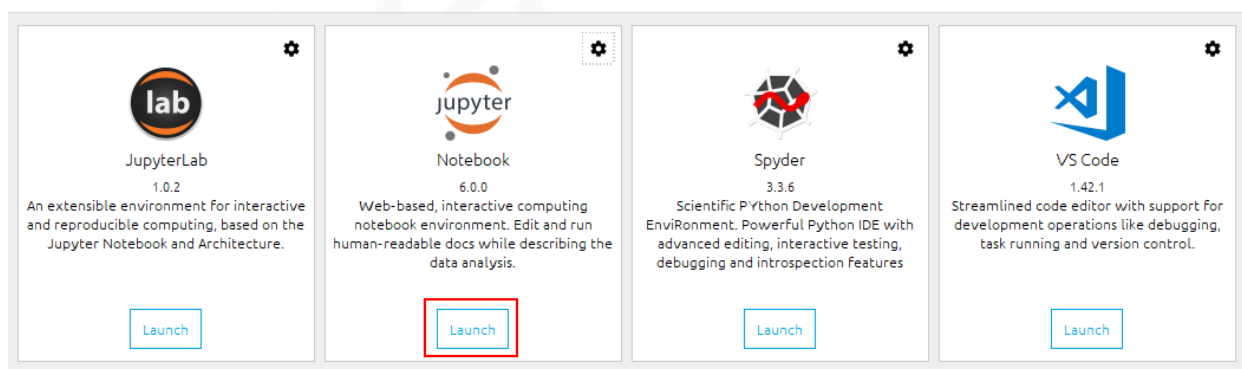 lab
JupyterLab
1.0.2
An extensible environment for interactive
and reproducible computing, based on the
Jupyter Notebook and Architecture.
Launch
jupyter
Notebook
6.0.0
Web-based, interactive computing
notebook environment. Edit and run
human-readable docs while describing the
data analysis.
Launch
Spyder
3.3.6
Scientific PYthon Development
EnviRonment. Powerful Python IDE with
advanced editing, interactive testing,
debugging and introspection features
Launch
VS Code
1.42.1
Streamlined code editor with support for
development operations like debugging,
task running and version control.
Launch